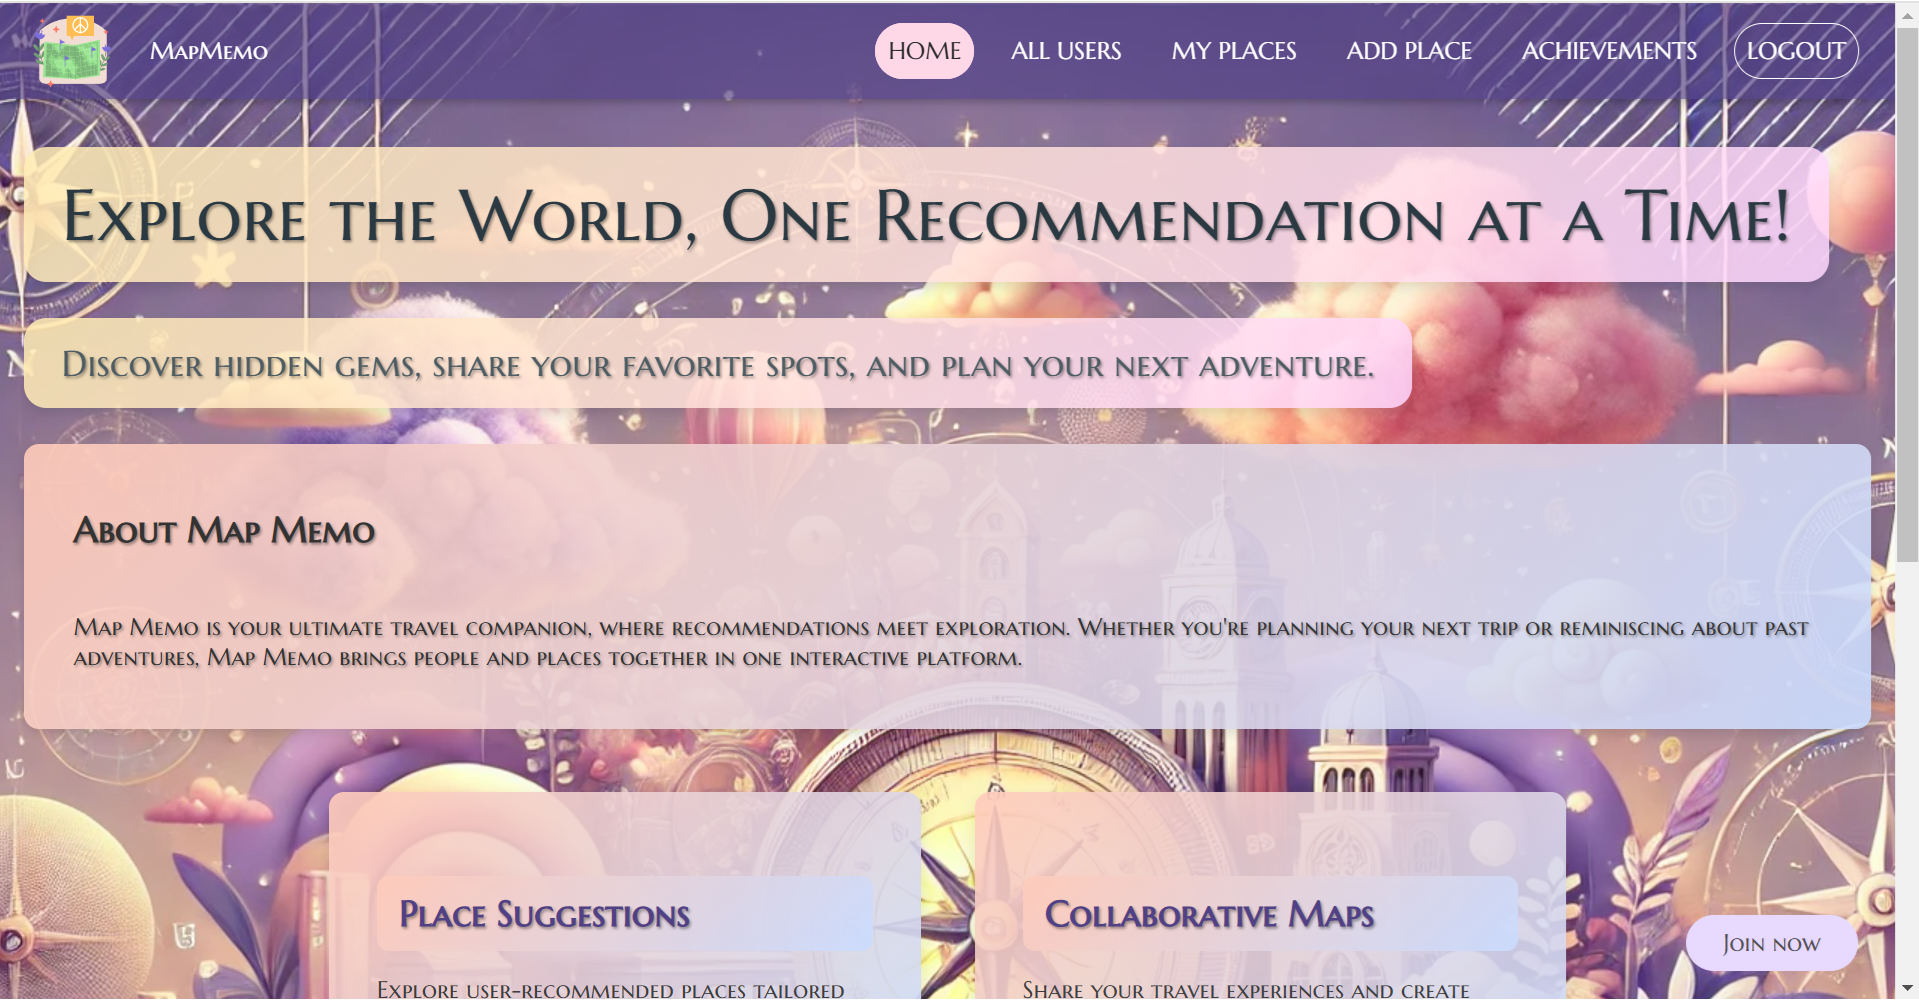 MapMemo
HOME
ALL USERS
MY PLACES
ADD PLACE
ACHIEVEMENTS
LOGOUT
Explore the World, One Recommendation at a Time!
Discover hidden gems, share your favorite spots, and plan your next adventure.
About Map Memo
Map Memo is your ultimate travel companion, where recommendations meet exploration. Whether you're planning your next trip or reminiscing about past
adventures, Map Memo brings people and places together in one interactive platform.
Place Suggestions
Explore user-recommended places tailored
Collaborative Maps
Share your travel experiences and create
Join now